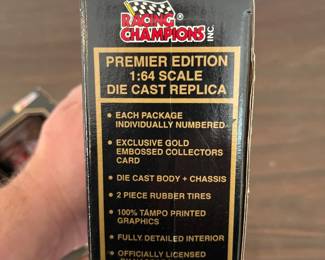 RACING
CHAMPIONS
INC.
PREMIER EDITION
1:64 SCALE
DIE CAST REPLICA
• EACH PACKAGE
INDIVIDUALLY NUMBERED
• EXCLUSIVE GOLD
EMBOSSED COLLECTORS
CARD
• DIE CAST BODY + CHASSIS
• 2 PIECE RUBBER TIRES
• 100% TAMPO PRINTED
GRAPHICS
• FULLY DETAILED INTERIOR
• OFFICIALLY LICENSED